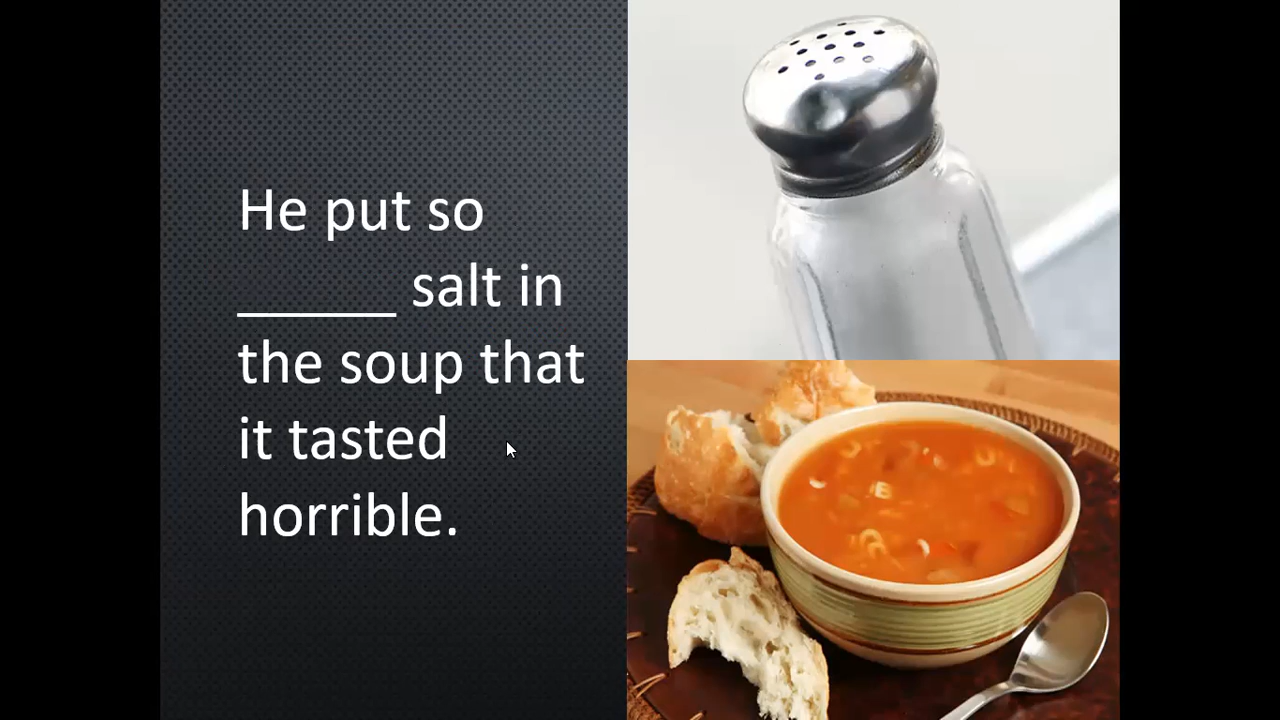 He put so
______ salt in
the soup that
it tasted
horrible.